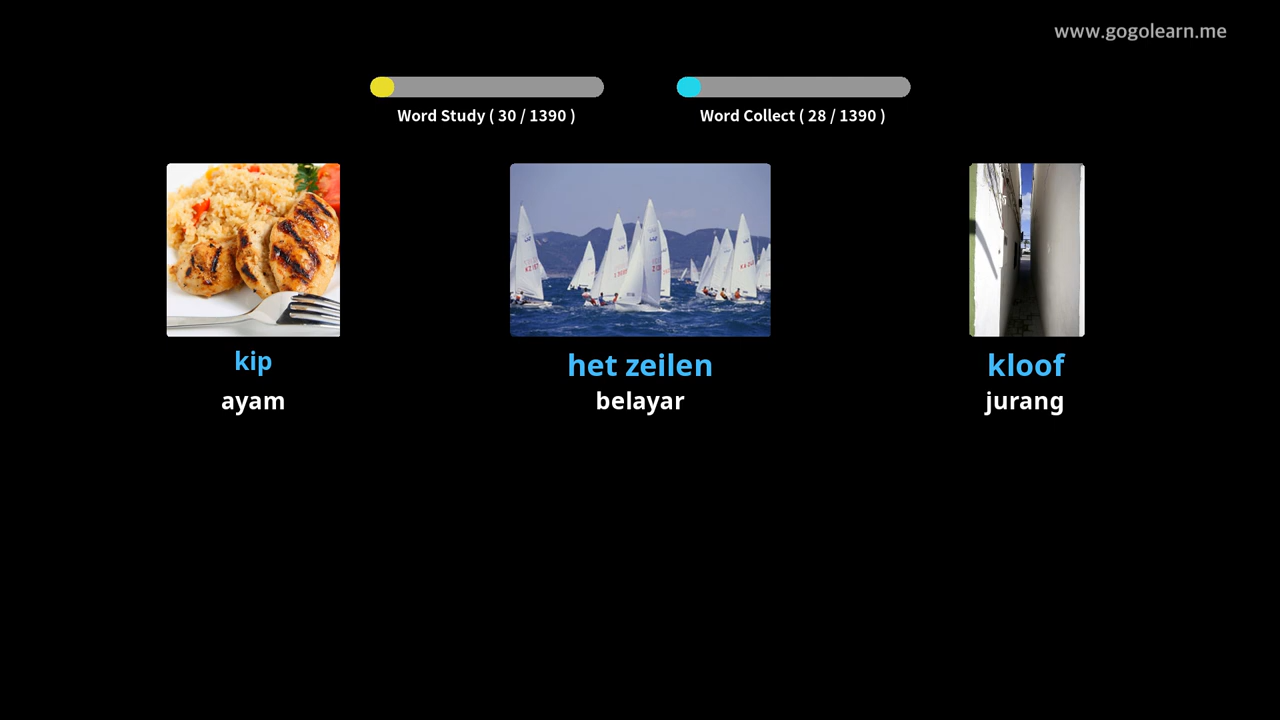 www.gogolearn.me
Word Study ( 30 / 1390 )
Word Collect ( 28 / 1390 )
kip
ayam
het zeilen
belayar
kloof
jurang